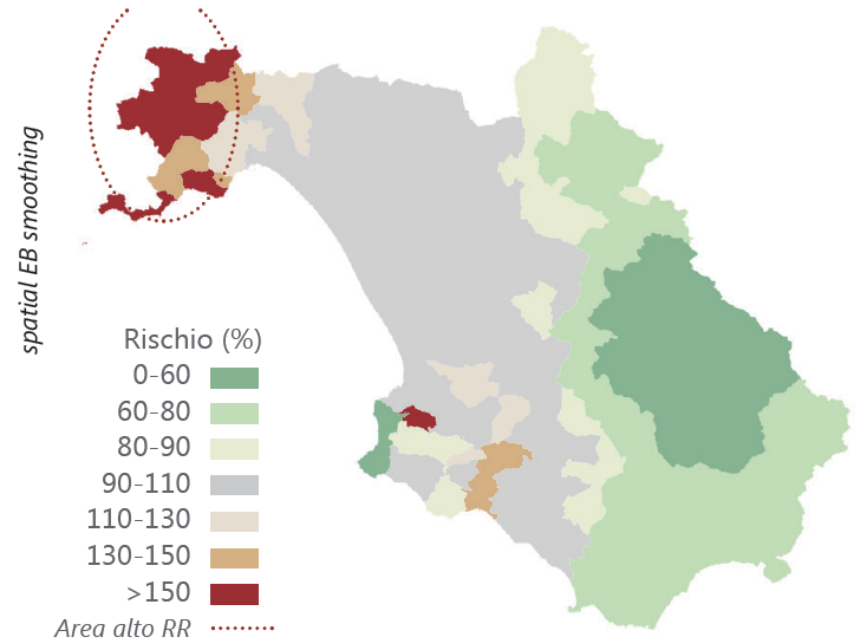 spatial EB smoothing
Rischio (%)
0-60
60-80
80-90
90-110
110-130
130-150
>150
Area alto RR